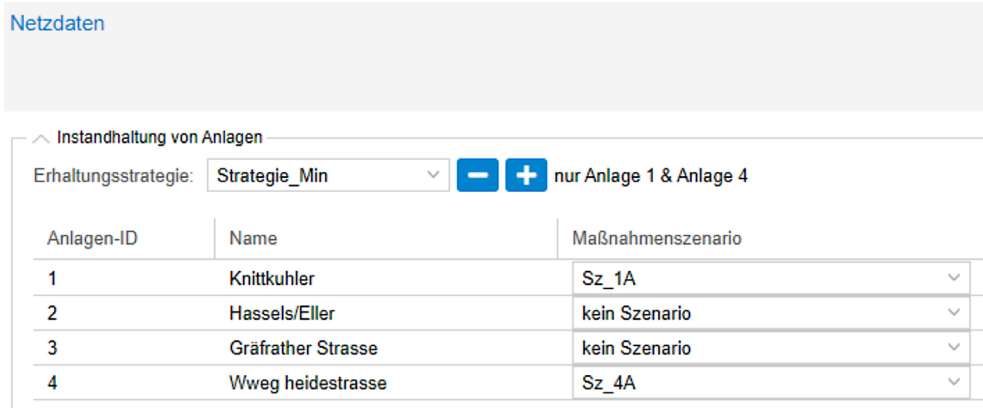 Netzdaten
Instandhaltung von Anlagen
Erhaltungsstrategie: Strategie_Min nur Anlage 1 & Anlage 4
Anlagen-ID Name Maßnahmenszenario
1 Knittkuhler Sz_1A
2 Hassels/Eller kein Szenario
3 Gräfrather Strasse kein Szenario
4 Wweg heidestrasse Sz_4A